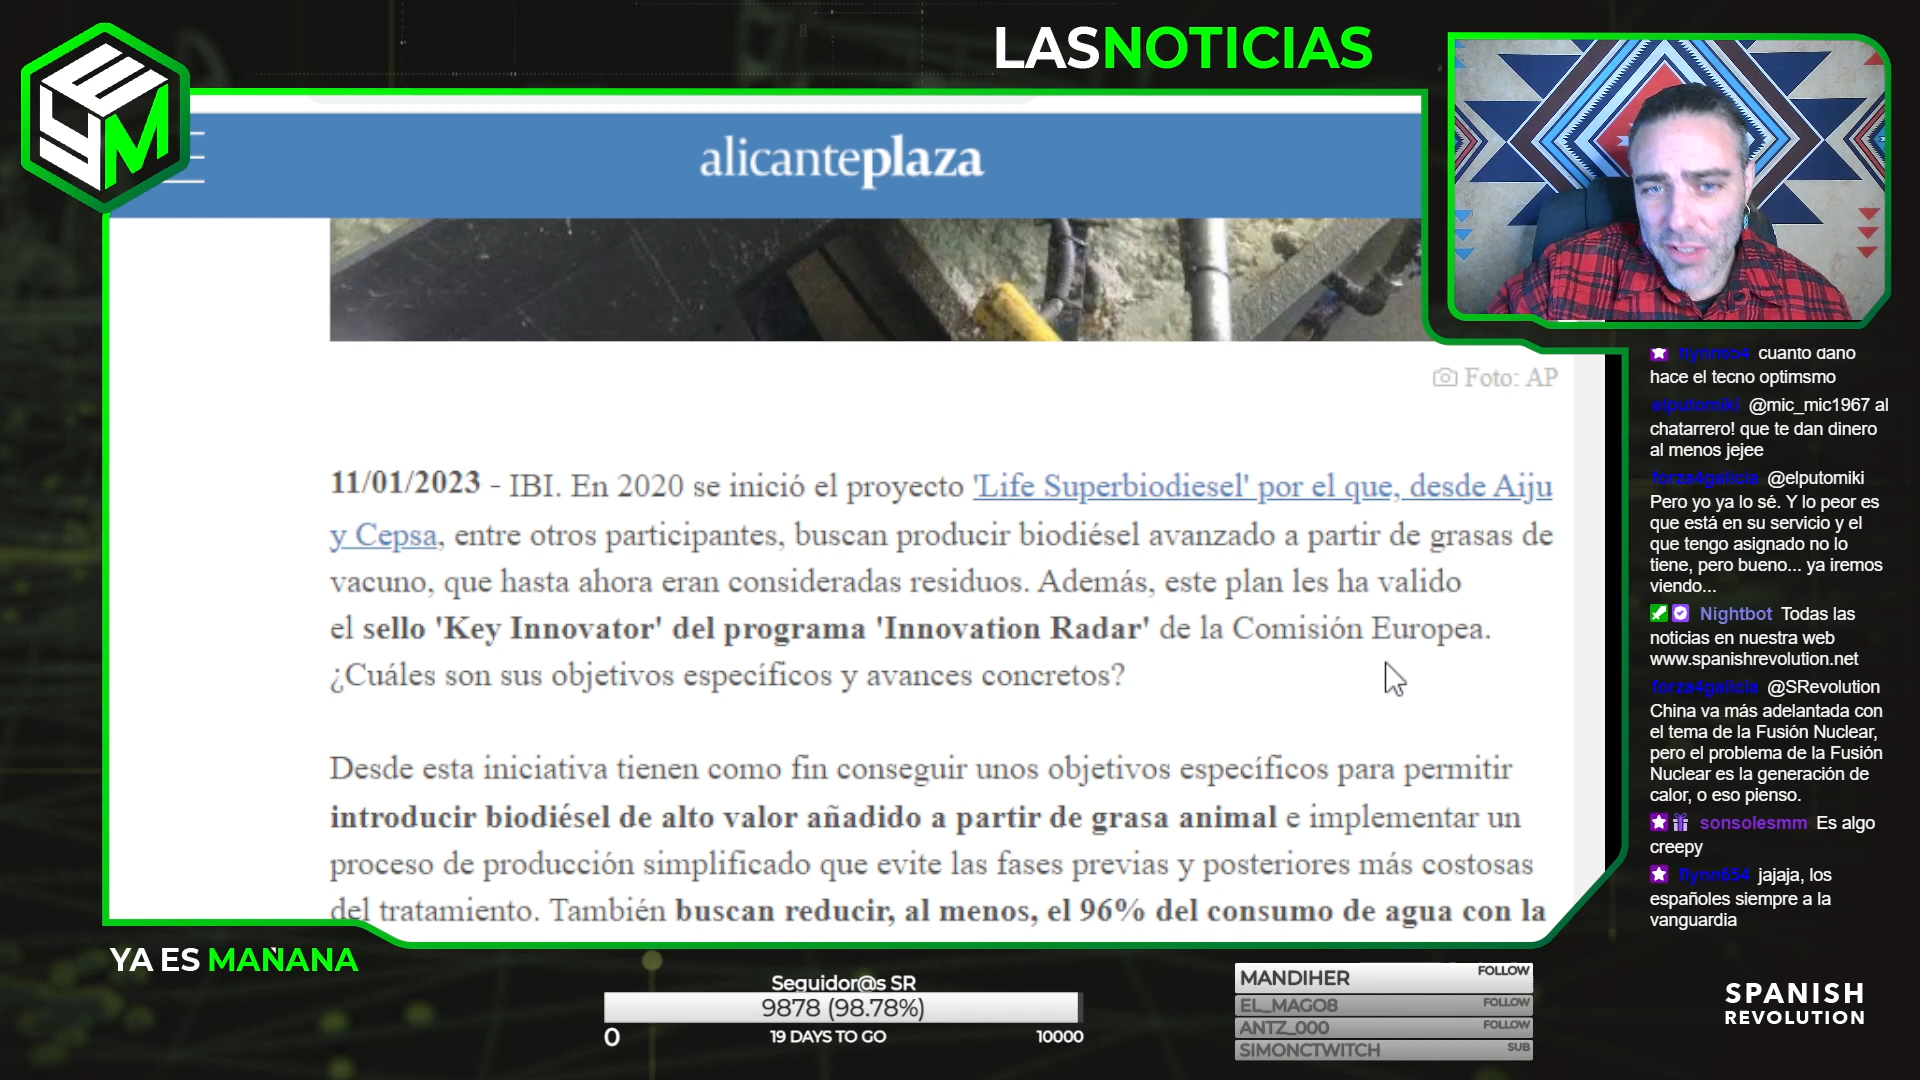 LASNOTICIAS
YM
alicanteplaza
Foto: AP
11/01/2023 - IBI. En 2020 se inició el proyecto 'Life Superbiodiesel' por el que, desde Aiju
y Cepsa, entre otros participantes, buscan producir biodiésel avanzado a partir de grasas de
vacuno, que hasta ahora eran consideradas residuos. Además, este plan les ha valido
el sello 'Key Innovator' del programa 'Innovation Radar' de la Comisión Europea.
¿Cuáles son sus objetivos específicos y avances concretos?
Desde esta iniciativa tienen como fin conseguir unos objetivos específicos para permitir
introducir biodiésel de alto valor añadido a partir de grasa animal e implementar un
proceso de producción simplificado que evite las fases previas y posteriores más costosas
del tratamiento. También buscan reducir, al menos, el 96% del consumo de agua con la
flynn654 cuanto dano
hace el tecno optimsmo
elputomiki @mic_mic1967 al
chatarrero! que te dan dinero
al menos jejee
forza4galicia @elputomiki
Pero yo ya lo sé. Y lo peor es
que está en su servicio y el
que tengo asignado no lo
tiene, pero bueno... ya iremos
viendo...
Nightbot Todas las
noticias en nuestra web
www.spanishrevolution.net
forza4galicia @SRevolution
China va más adelantada con
el tema de la Fusión Nuclear,
pero el problema de la Fusión
Nuclear es la generación de
calor, o eso pienso.
sonsolesmm Es algo
creepy
flynn654 jajaja, los
españoles siempre a la
vanguardia
YA ES MAÑANA
Seguidor@s SR
9878 (98.78%)
0 19 DAYS TO GO 10000
MANDIHER FOLLOW
EL_MAGO8 FOLLOW
ANTZ_000 FOLLOW
SIMONCTWITCH SUB
SPANISH
REVOLUTION